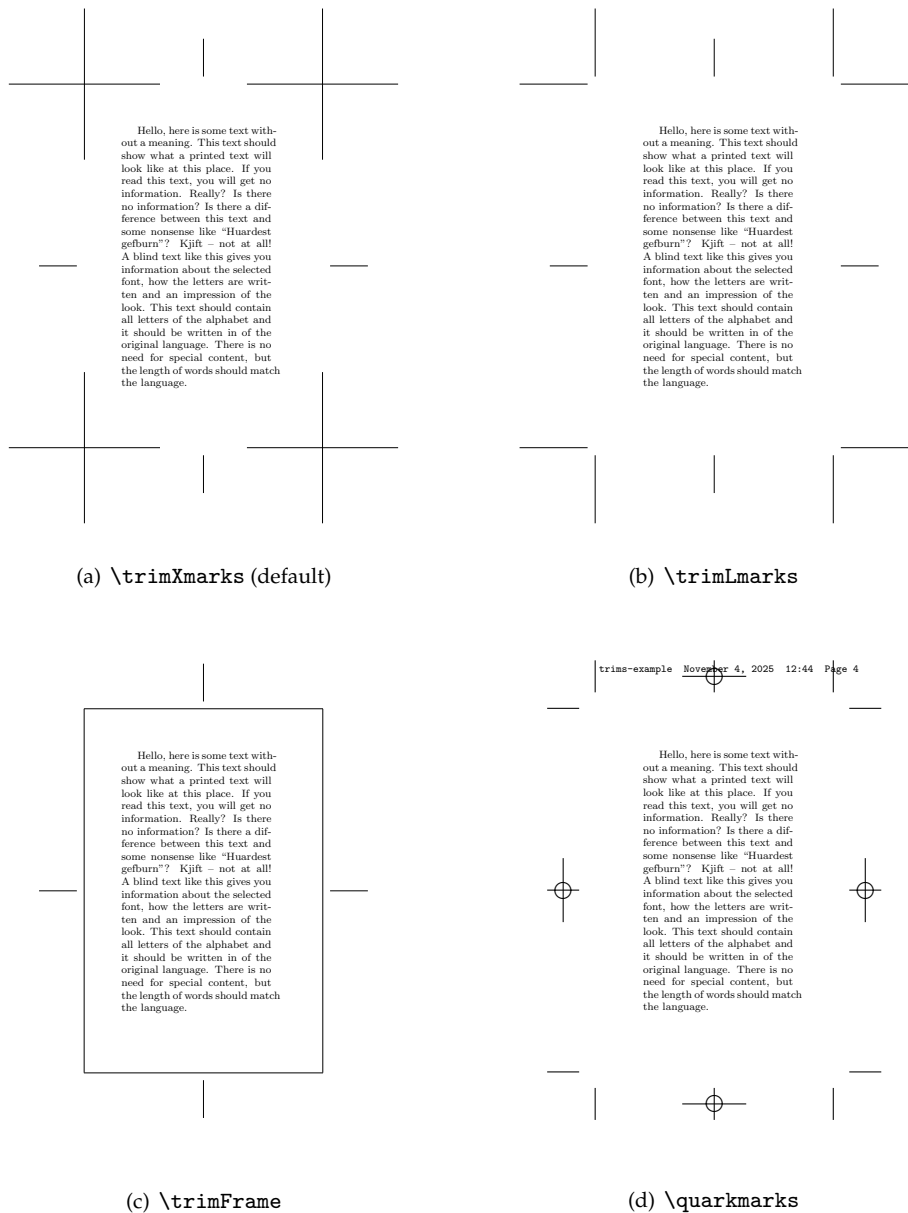 Hello, here is some text with-
out a meaning. This text should
show what a printed text will
look like at this place. If you
read this text, you will get no
information. Really? Is there
no information? Is there a dif-
ference between this text and
some nonsense like “Huardest
gefburn”? Kjift – not at all!
A blind text like this gives you
information about the selected
font, how the letters are writ-
ten and an impression of the
look. This text should contain
all letters of the alphabet and
it should be written in of the
original language. There is no
need for special content, but
the length of words should match
the language.
(a) \trimXmarks (default)
Hello, here is some text with-
out a meaning. This text should
show what a printed text will
look like at this place. If you
read this text, you will get no
information. Really? Is there
no information? Is there a dif-
ference between this text and
some nonsense like “Huardest
gefburn”? Kjift – not at all!
A blind text like this gives you
information about the selected
font, how the letters are writ-
ten and an impression of the
look. This text should contain
all letters of the alphabet and
it should be written in of the
original language. There is no
need for special content, but
the length of words should match
the language.
(b) \trimLmarks
Hello, here is some text with-
out a meaning. This text should
show what a printed text will
look like at this place. If you
read this text, you will get no
information. Really? Is there
no information? Is there a dif-
ference between this text and
some nonsense like “Huardest
gefburn”? Kjift – not at all!
A blind text like this gives you
information about the selected
font, how the letters are writ-
ten and an impression of the
look. This text should contain
all letters of the alphabet and
it should be written in of the
original language. There is no
need for special content, but
the length of words should match
the language.
(c) \trimFrame
trims-example November 4, 2025 12:44 Page 4
Hello, here is some text with-
out a meaning. This text should
show what a printed text will
look like at this place. If you
read this text, you will get no
information. Really? Is there
no information? Is there a dif-
ference between this text and
some nonsense like “Huardest
gefburn”? Kjift – not at all!
A blind text like this gives you
information about the selected
font, how the letters are writ-
ten and an impression of the
look. This text should contain
all letters of the alphabet and
it should be written in of the
original language. There is no
need for special content, but
the length of words should match
the language.
(d) \quarkmarks